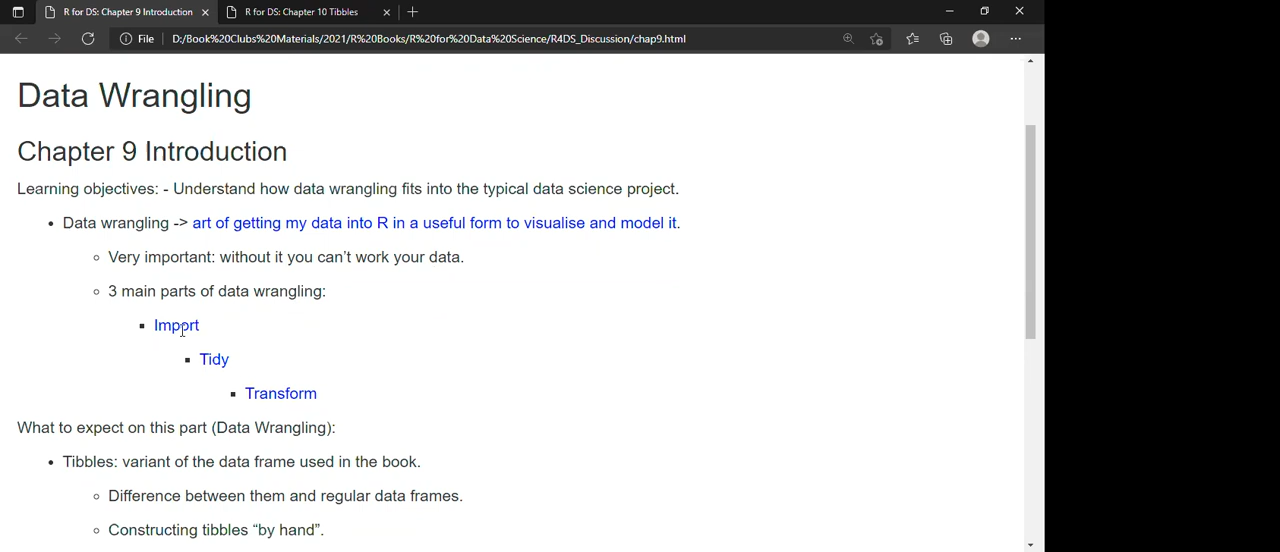 R for DS: Chapter 9 Introduction
R for DS: Chapter 10 Tibbles
File
D:/Book%20Clubs%20Materials/2021/R%20Books/R%20for%20Data%20Science/R4DS_Discussion/chap9.html
Data Wrangling
Chapter 9 Introduction
Learning objectives: - Understand how data wrangling fits into the typical data science project.
Data wrangling -> art of getting my data into R in a useful form to visualise and model it.
Very important: without it you can’t work your data.
3 main parts of data wrangling:
Import
Tidy
Transform
What to expect on this part (Data Wrangling):
Tibbles: variant of the data frame used in the book.
Difference between them and regular data frames.
Constructing tibbles “by hand”.